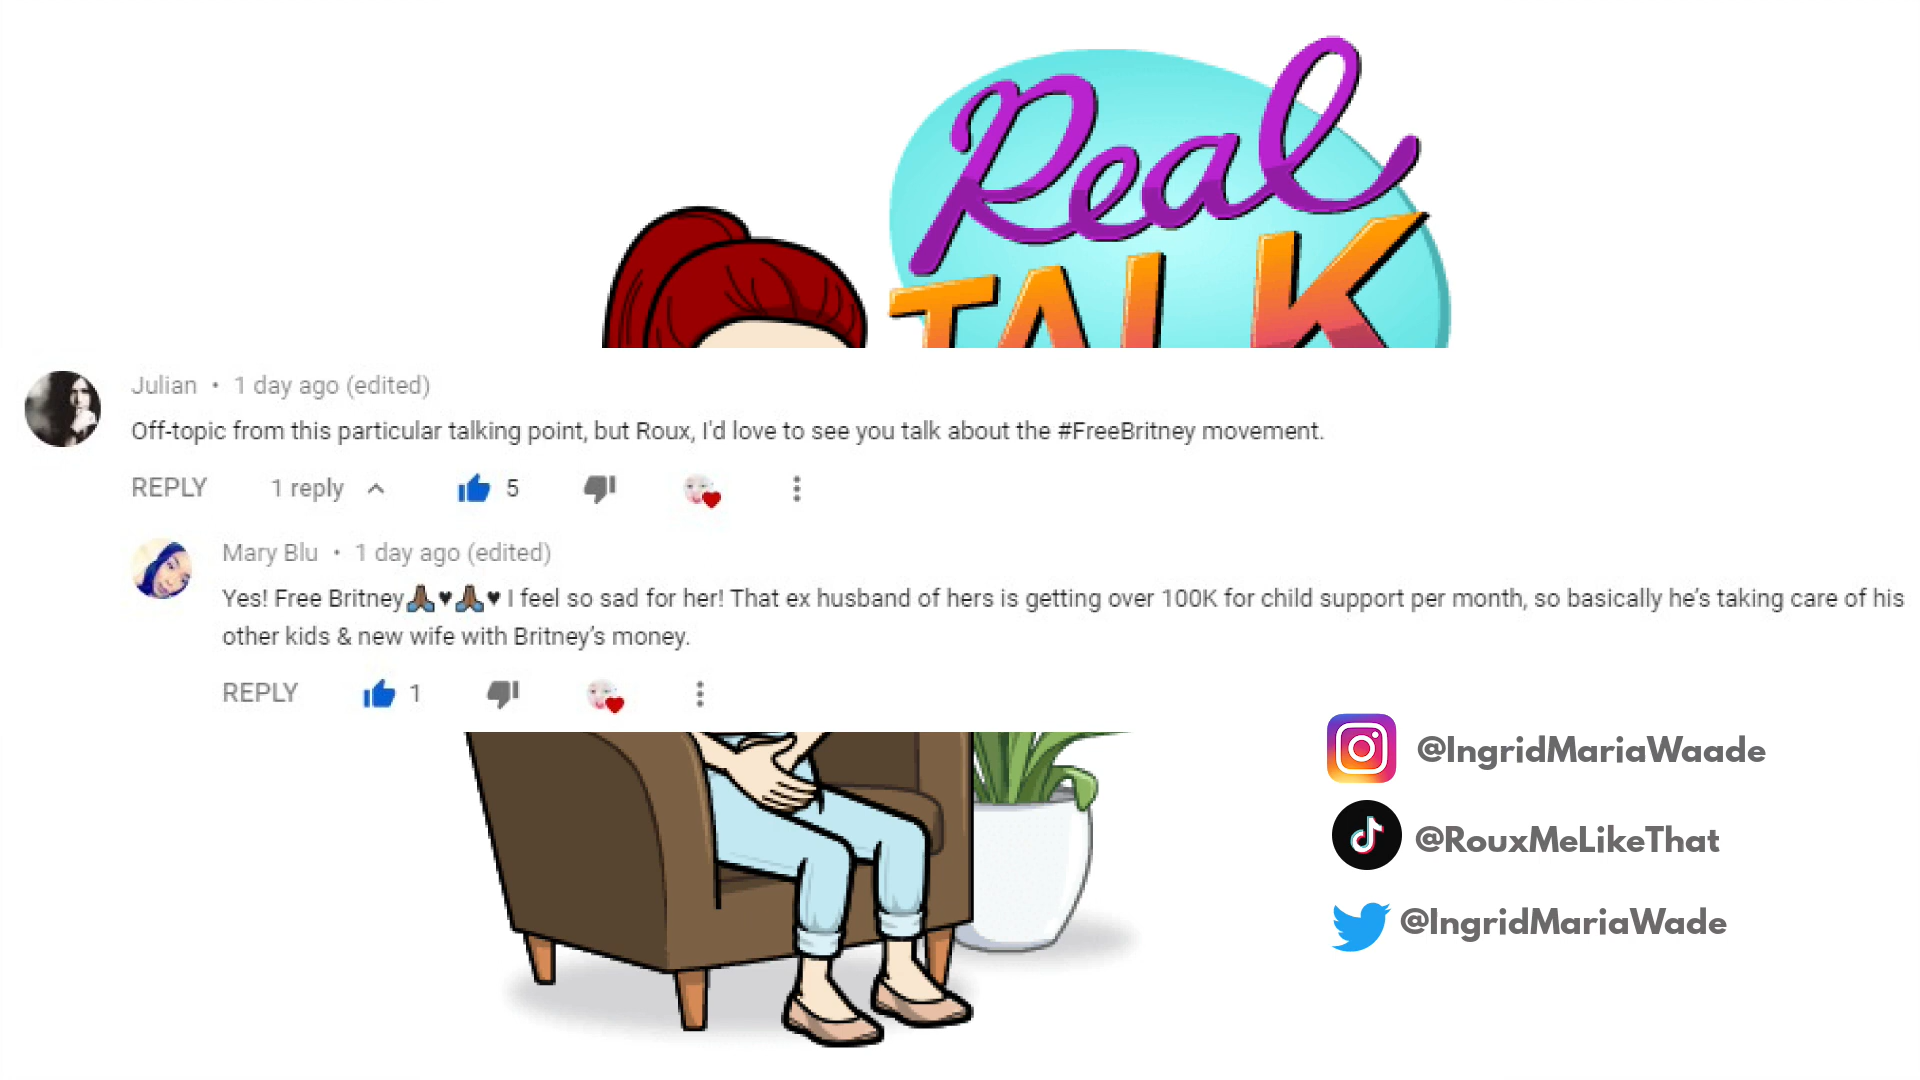 Real
TALK
Julian • 1 day ago (edited)
Off-topic from this particular talking point, but Roux, I'd love to see you talk about the #FreeBritney movement.
REPLY 1 reply 5
Mary Blu • 1 day ago (edited)
Yes! Free Britney🙏🏾♥🙏🏾♥ I feel so sad for her! That ex husband of hers is getting over 100K for child support per month, so basically he’s taking care of his
other kids & new wife with Britney’s money.
REPLY 1
@IngridMariaWaade
@RouxMeLikeThat
@IngridMariaWade